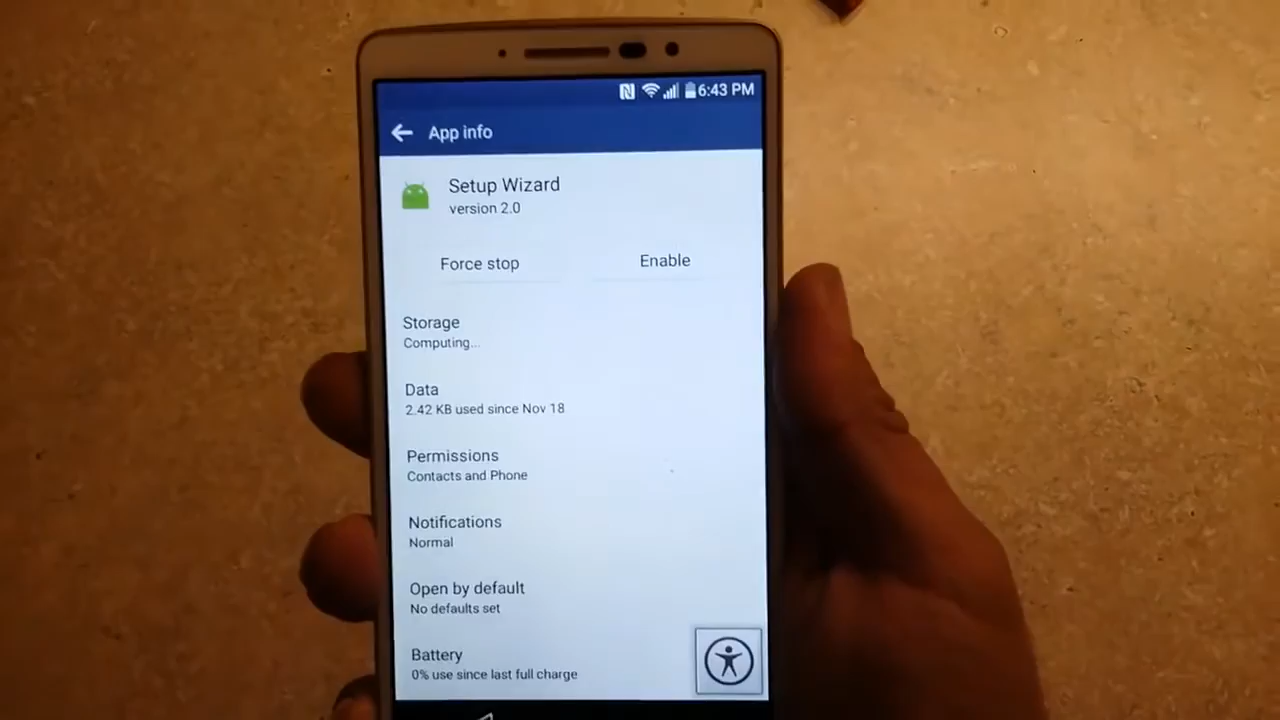 6:43 PM
App info
Setup Wizard
version 2.0
Force stop
Enable
Storage
Computing...
Data
2.42 KB used since Nov 18
Permissions
Contacts and Phone
Notifications
Normal
Open by default
No defaults set
Battery
0% use since last full charge